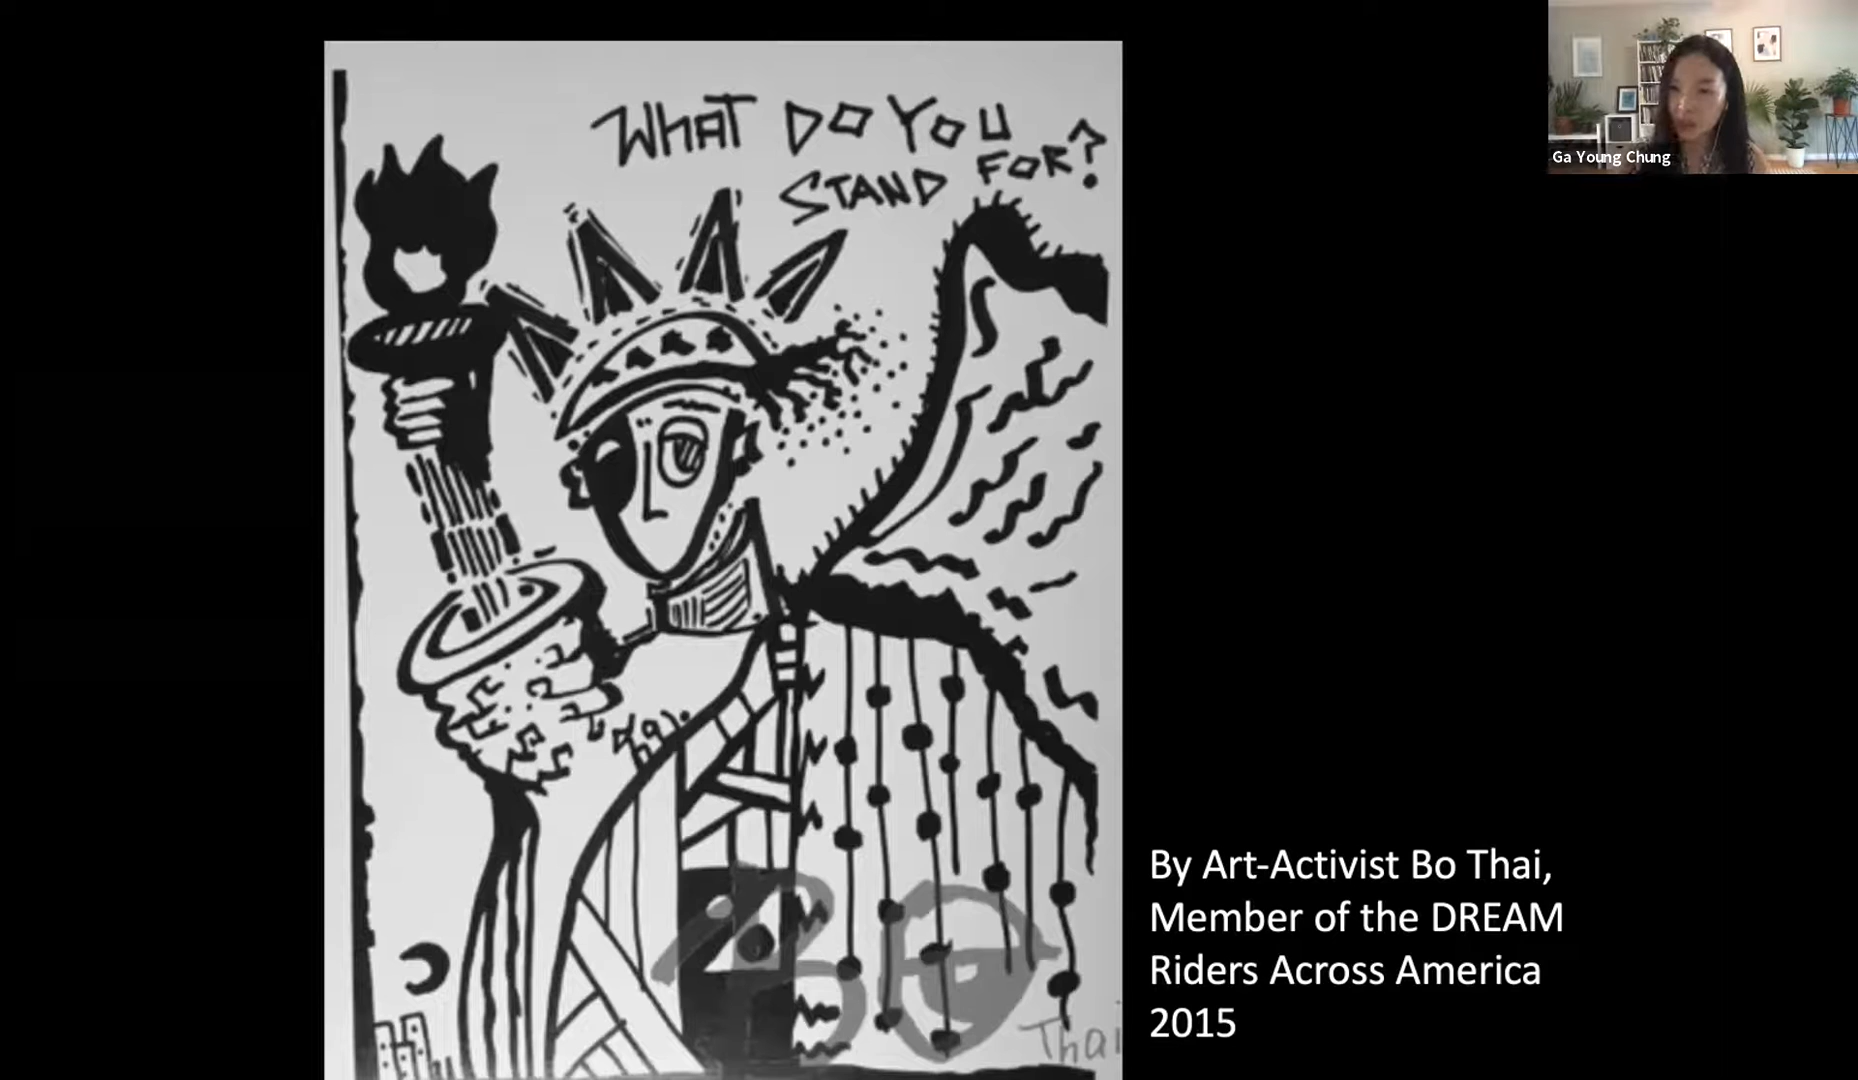 WhAT DO YOU
STAND FOR?
Ga Young Chung
By Art-Activist Bo Thai,
Member of the DREAM
Riders Across America
2015
BO
Thai